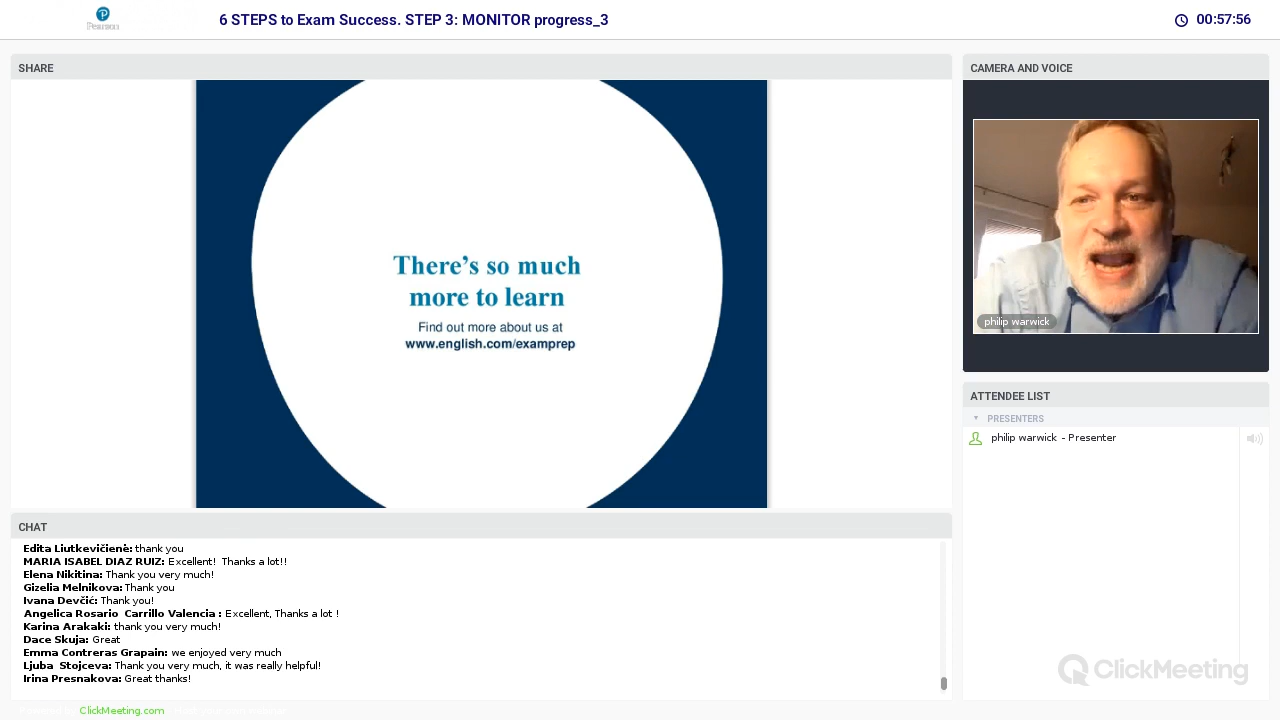 Pearson
6 STEPS to Exam Success. STEP 3: MONITOR progress_3
00:57:56
SHARE
There's so much
more to learn
Find out more about us at
www.english.com/examprep
CAMERA AND VOICE
philip warwick
ATTENDEE LIST
PRESENTERS
philip warwick - Presenter
CHAT
Edita Liutkevičienė: thank you
MARIA ISABEL DIAZ RUIZ: Excellent! Thanks a lot!!
Elena Nikitina: Thank you very much!
Gizelia Melnikova: Thank you
Ivana Devčić: Thank you!
Angelica Rosario Carrillo Valencia : Excellent, Thanks a lot !
Karina Arakaki: thank you very much!
Dace Skuja: Great
Emma Contreras Grapain: we enjoyed very much
Ljuba Stojceva: Thank you very much, it was really helpful!
Irina Presnakova: Great thanks!
ClickMeeting
ClickMeeting.com